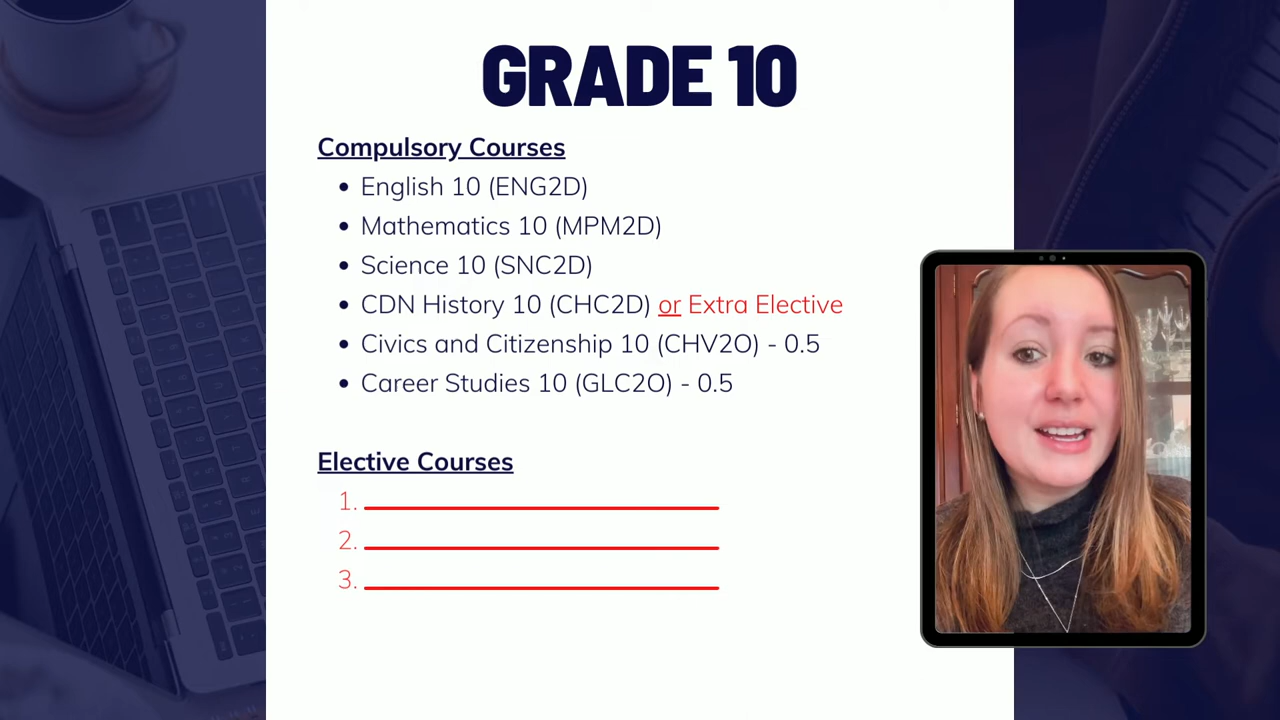 GRADE 10
Compulsory Courses
• English 10 (ENG2D)
• Mathematics 10 (MPM2D)
• Science 10 (SNC2D)
• CDN History 10 (CHC2D) or Extra Elective
• Civics and Citizenship 10 (CHV2O) - 0.5
• Career Studies 10 (GLC2O) - 0.5
Elective Courses
1.
2.
3.